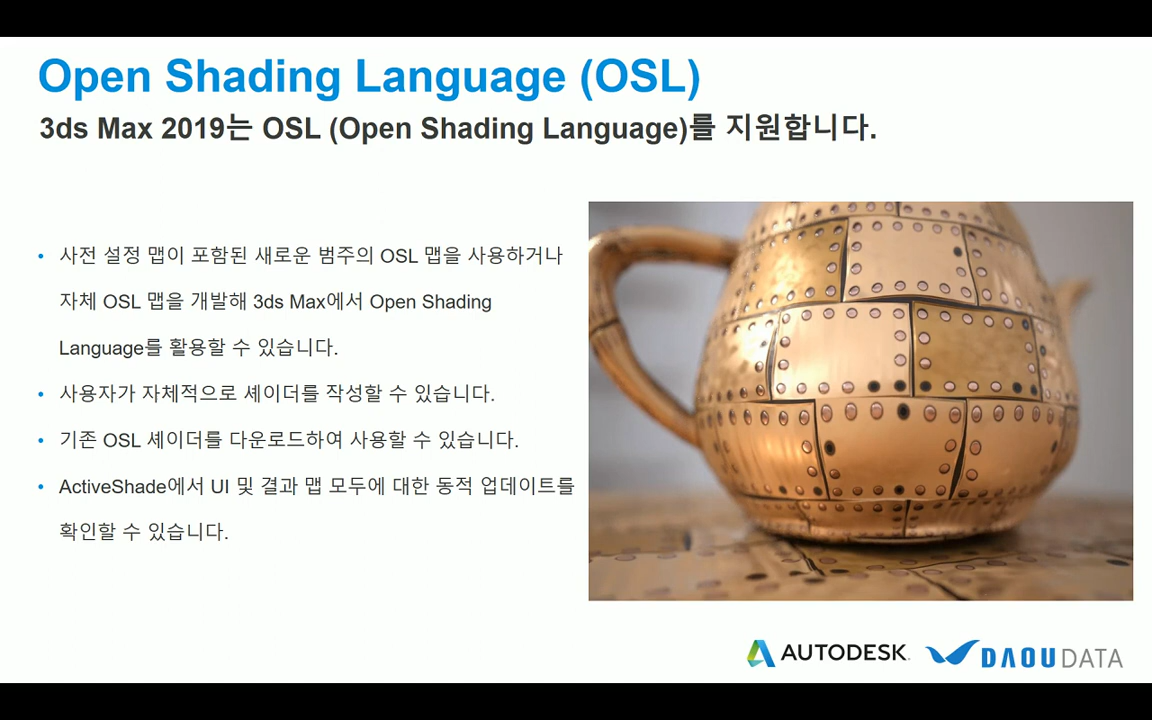 Open Shading Language (OSL)
3ds Max 2019는 OSL (Open Shading Language)를 지원합니다.
• 사전 설정 맵이 포함된 새로운 범주의 OSL 맵을 사용하거나
자체 OSL 맵을 개발해 3ds Max에서 Open Shading
Language를 활용할 수 있습니다.
• 사용자가 자체적으로 셰이더를 작성할 수 있습니다.
• 기존 OSL 셰이더를 다운로드하여 사용할 수 있습니다.
• ActiveShade에서 UI 및 결과 맵 모두에 대한 동적 업데이트를
확인할 수 있습니다.
AUTODESK. DAOU DATA